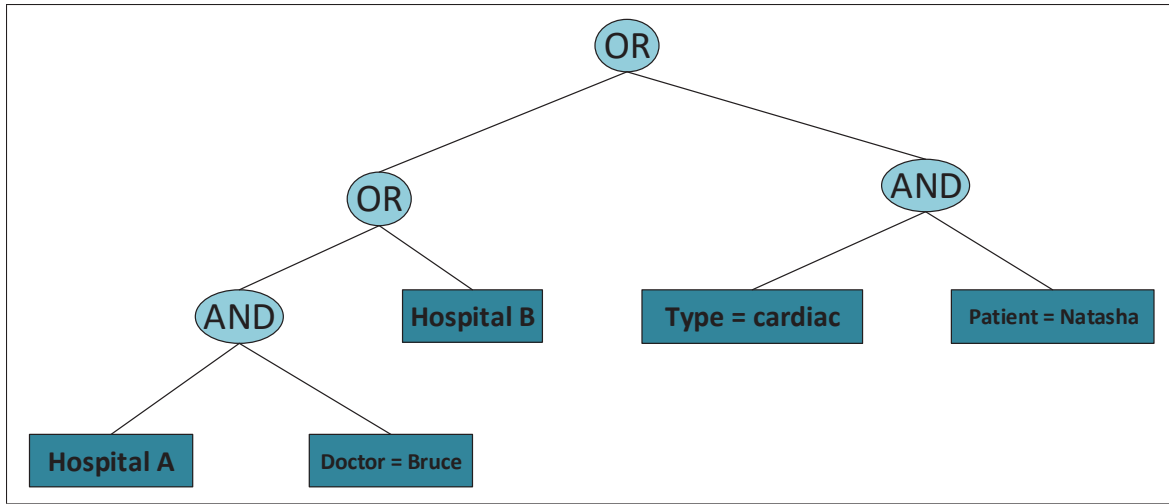 OR
OR
AND
AND
Hospital B
Type = cardiac
Patient = Natasha
Hospital A
Doctor = Bruce